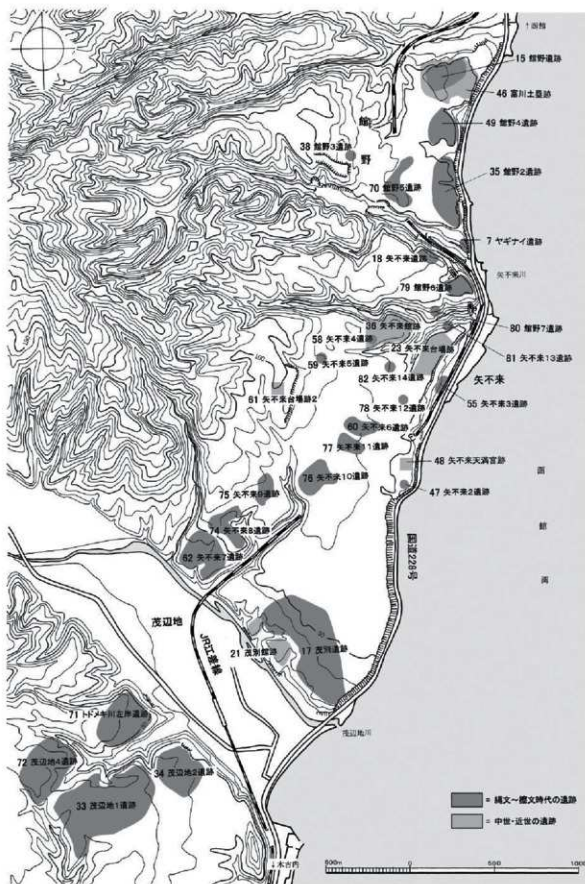 ↑函館
15 館野遺跡
46 富川土塁跡
49 館野4遺跡
38 館野3遺跡
館野
35 館野2遺跡
70 館野5遺跡
7 ヤギナイ遺跡
18 矢不来遺跡
矢不来川
79 館野6遺跡
36 矢不来館跡
80 館野7遺跡
58 矢不来4遺跡
23 矢不来台場跡
81 矢不来13遺跡
59 矢不来5遺跡
82 矢不来14遺跡
矢不来
61 矢不来台場跡2
55 矢不来3遺跡
78 矢不来12遺跡
60 矢不来6遺跡
77 矢不来11遺跡
48 矢不来天満宮跡
76 矢不来10遺跡
75 矢不来9遺跡
47 矢不来2遺跡
函館湾
74 矢不来8遺跡
62 矢不来7遺跡
国道228号
茂辺地
JR江差線
21 茂別館跡
17 茂別遺跡
71 トドメキ川左岸遺跡
茂辺地川
72 茂辺地4遺跡
34 茂辺地2遺跡
33 茂辺地1遺跡
= 縄文~擦文時代の遺跡
= 中世・近世の遺跡
↓木古内
500m 0 500 1000